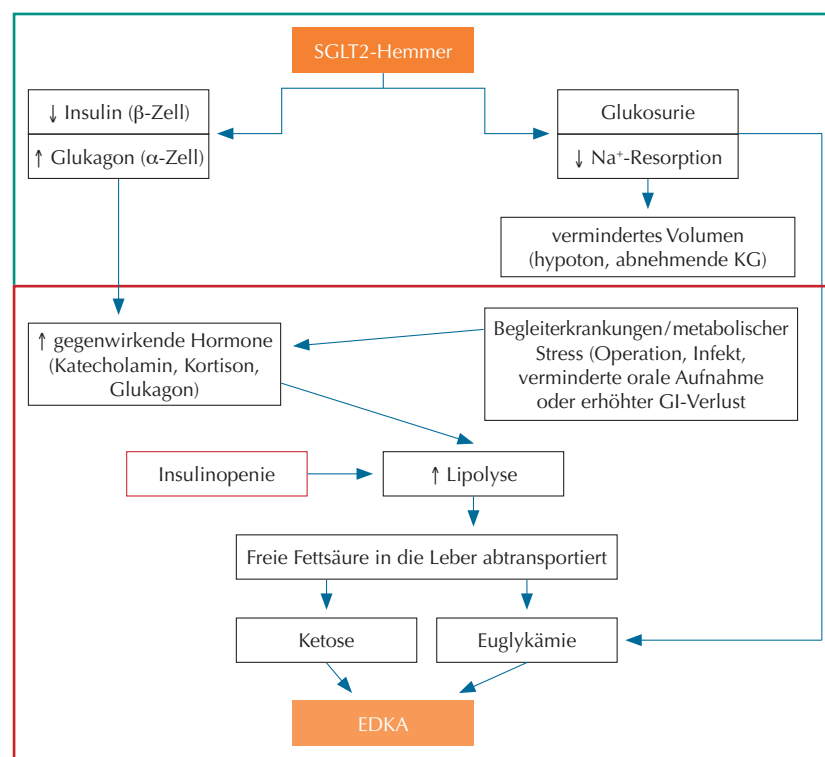 SGLT2-Hemmer
↓ Insulin (β-Zell)
↑ Glukagon (α-Zell)
Glukosurie
↓ Na⁺-Resorption
vermindertes Volumen
(hypoton, abnehmende KG)
↑ gegenwirkende Hormone
(Katecholamin, Kortison,
Glukagon)
Begleiterkrankungen/metabolischer
Stress (Operation, Infekt,
verminderte orale Aufnahme
oder erhöhter GI-Verlust
Insulinopenie
↑ Lipolyse
Freie Fettsäure in die Leber abtransportiert
Ketose
Euglykämie
EDKA